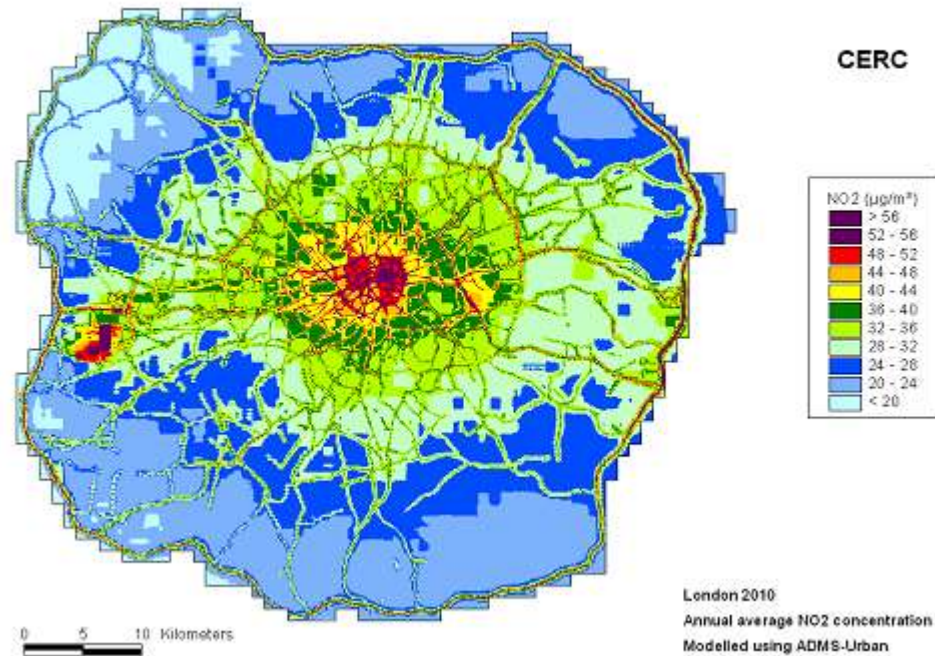 CERC
NO2 (µg/m³)
> 56
52 - 56
48 - 52
44 - 48
40 - 44
36 - 40
32 - 36
28 - 32
24 - 28
20 - 24
< 20
0 5 10 Kilometers
London 2010
Annual average NO2 concentration
Modelled using ADMS-Urban